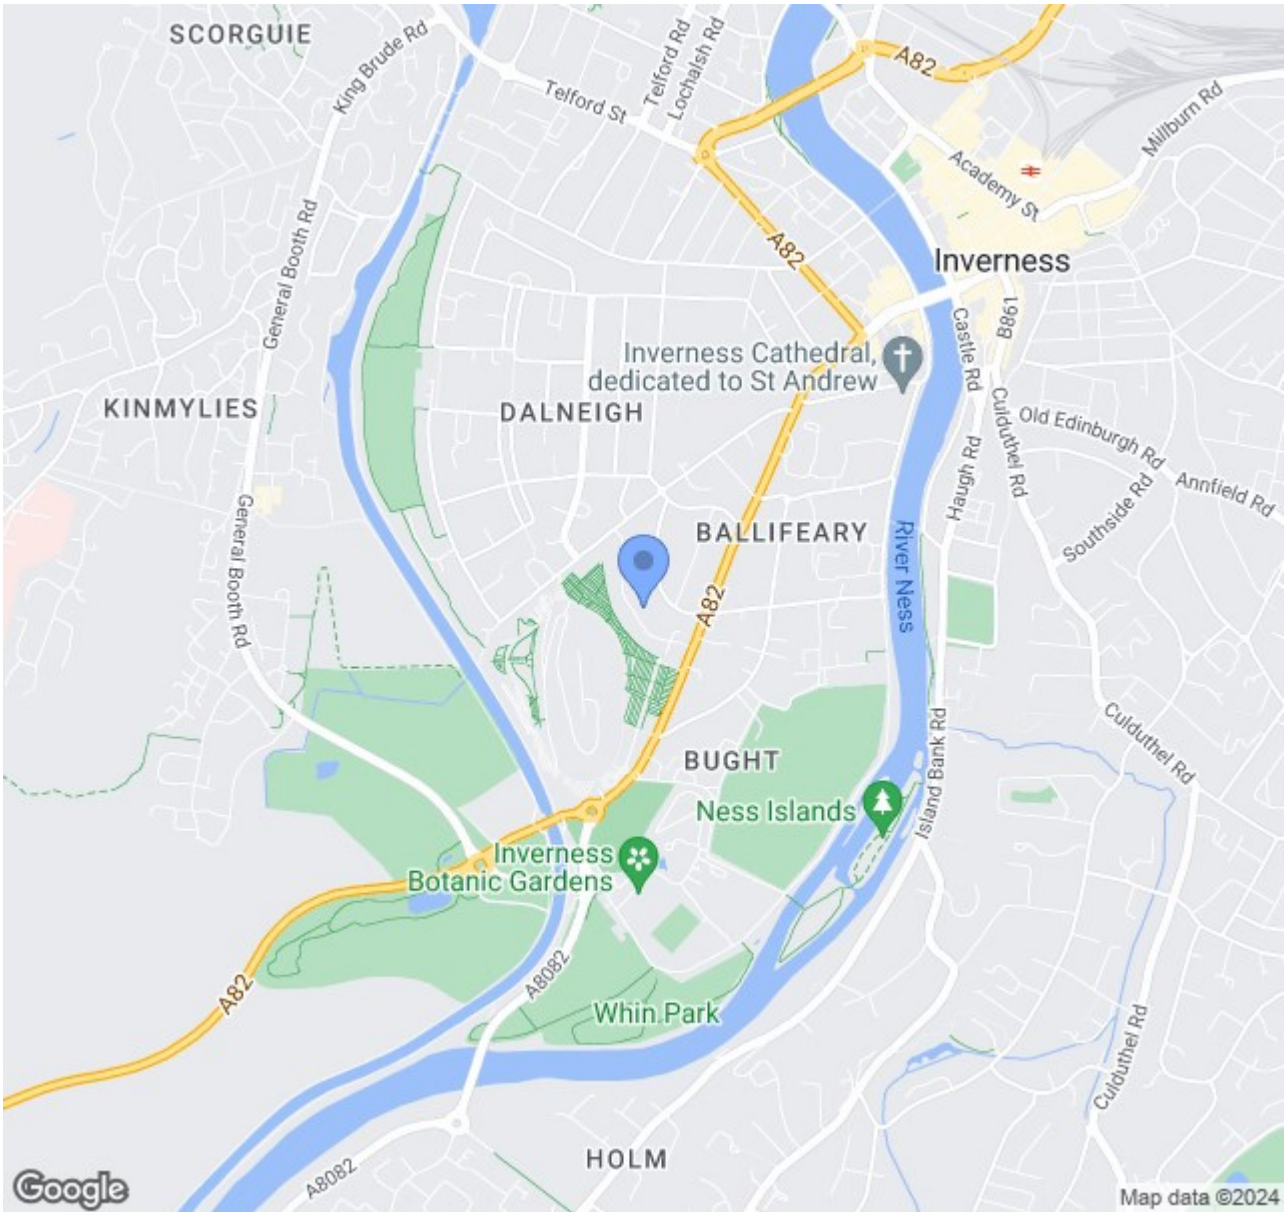 SCORGUIE
King Brude Rd
Telford St
Telford Rd
Lochalsh Rd
A82
Millburn Rd
Academy St
General Booth Rd
A82
Inverness
B861
Castle Rd
Inverness Cathedral,
dedicated to St Andrew
KINMYLIES
DALNEIGH
Culduthel Rd
Old Edinburgh Rd
Annfield Rd
Haugh Rd
Southside Rd
General Booth Rd
BALLIFEARY
River Ness
A82
Culduthel Rd
Island Bank Rd
BUGHT
Ness Islands
Inverness
Botanic Gardens
A82
A8082
Whin Park
Culduthel Rd
HOLM
A8082
Google
Map data ©2024